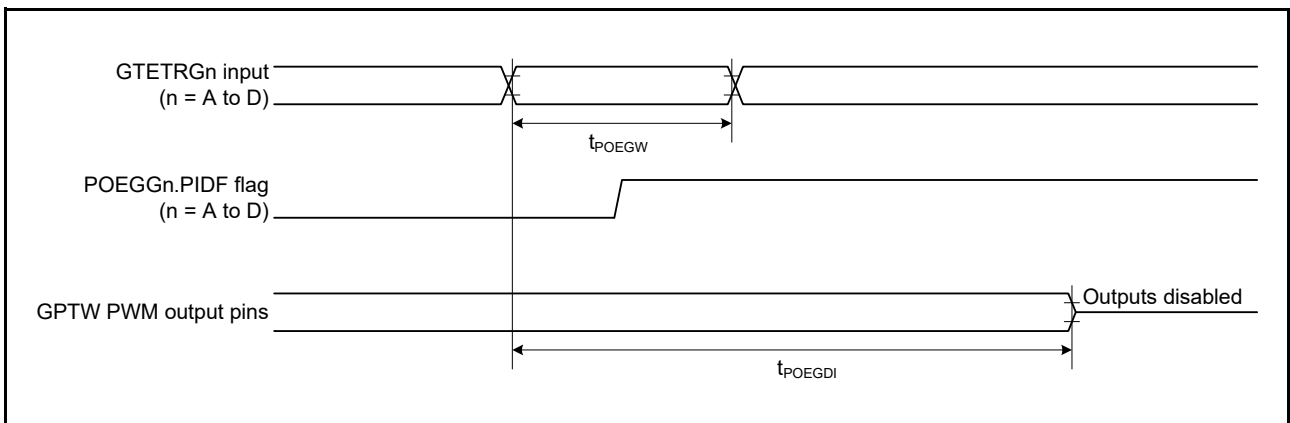 GTETRGn input
(n = A to D)
tPOEGW
POEGGn.PIDF flag
(n = A to D)
GPTW PWM output pins
Outputs disabled
tPOEGDI